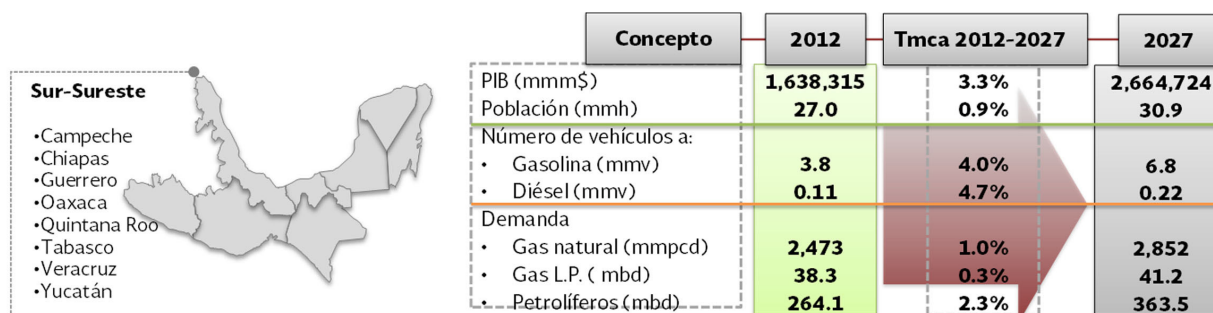 Sur-Sureste
•Campeche
•Chiapas
•Guerrero
•Oaxaca
•Quintana Roo
•Tabasco
•Veracruz
•Yucatán
Concepto 2012 Tmca 2012-2027 2027
PIB (mmm$) 1,638,315 3.3% 2,664,724
Población (mmh) 27.0 0.9% 30.9
Número de vehículos a:
• Gasolina (mmv) 3.8 4.0% 6.8
• Diésel (mmv) 0.11 4.7% 0.22
Demanda
• Gas natural (mmpcd) 2,473 1.0% 2,852
• Gas L.P. ( mbd) 38.3 0.3% 41.2
• Petrolíferos (mbd) 264.1 2.3% 363.5